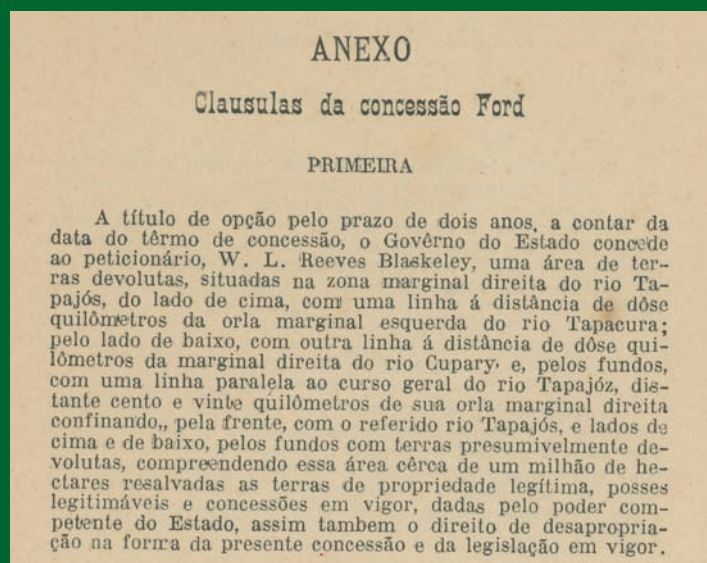 ANEXO
Clausulas da concessão Ford
PRIMEIRA
A título de opção pelo prazo de dois anos, a contar da
data do têrmo de concessão, o Govêrno do Estado concede
ao peticionário, W. L. Reeves Blaskeley, uma área de ter-
ras devolutas, situadas na zona marginal direita do rio Ta-
pajós, do lado de cima, com uma linha á distância de dôse
quilômetros da orla marginal esquerda do rio Tapacura;
pelo lado de baixo, com outra linha á distância de dôse qui-
lômetros da marginal direita do rio Cupary, e, pelos fundos,
com uma linha paralela ao curso geral do rio Tapajóz, dis-
tante cento e vinte quilômetros de sua orla marginal direita
confinando,, pela frente, com o referido rio Tapajós, e lados de
cima e de baixo, pelos fundos com terras presumivelmente de-
volutas, compreendendo essa área cêrca de um milhão de he-
ctares resalvadas as terras de propriedade legítima, posses
legitimáveis e concessões em vigor, dadas pelo poder com-
petente do Estado, assim tambem o direito de desapropria-
ção na forma da presente concessão e da legislação em vigor.